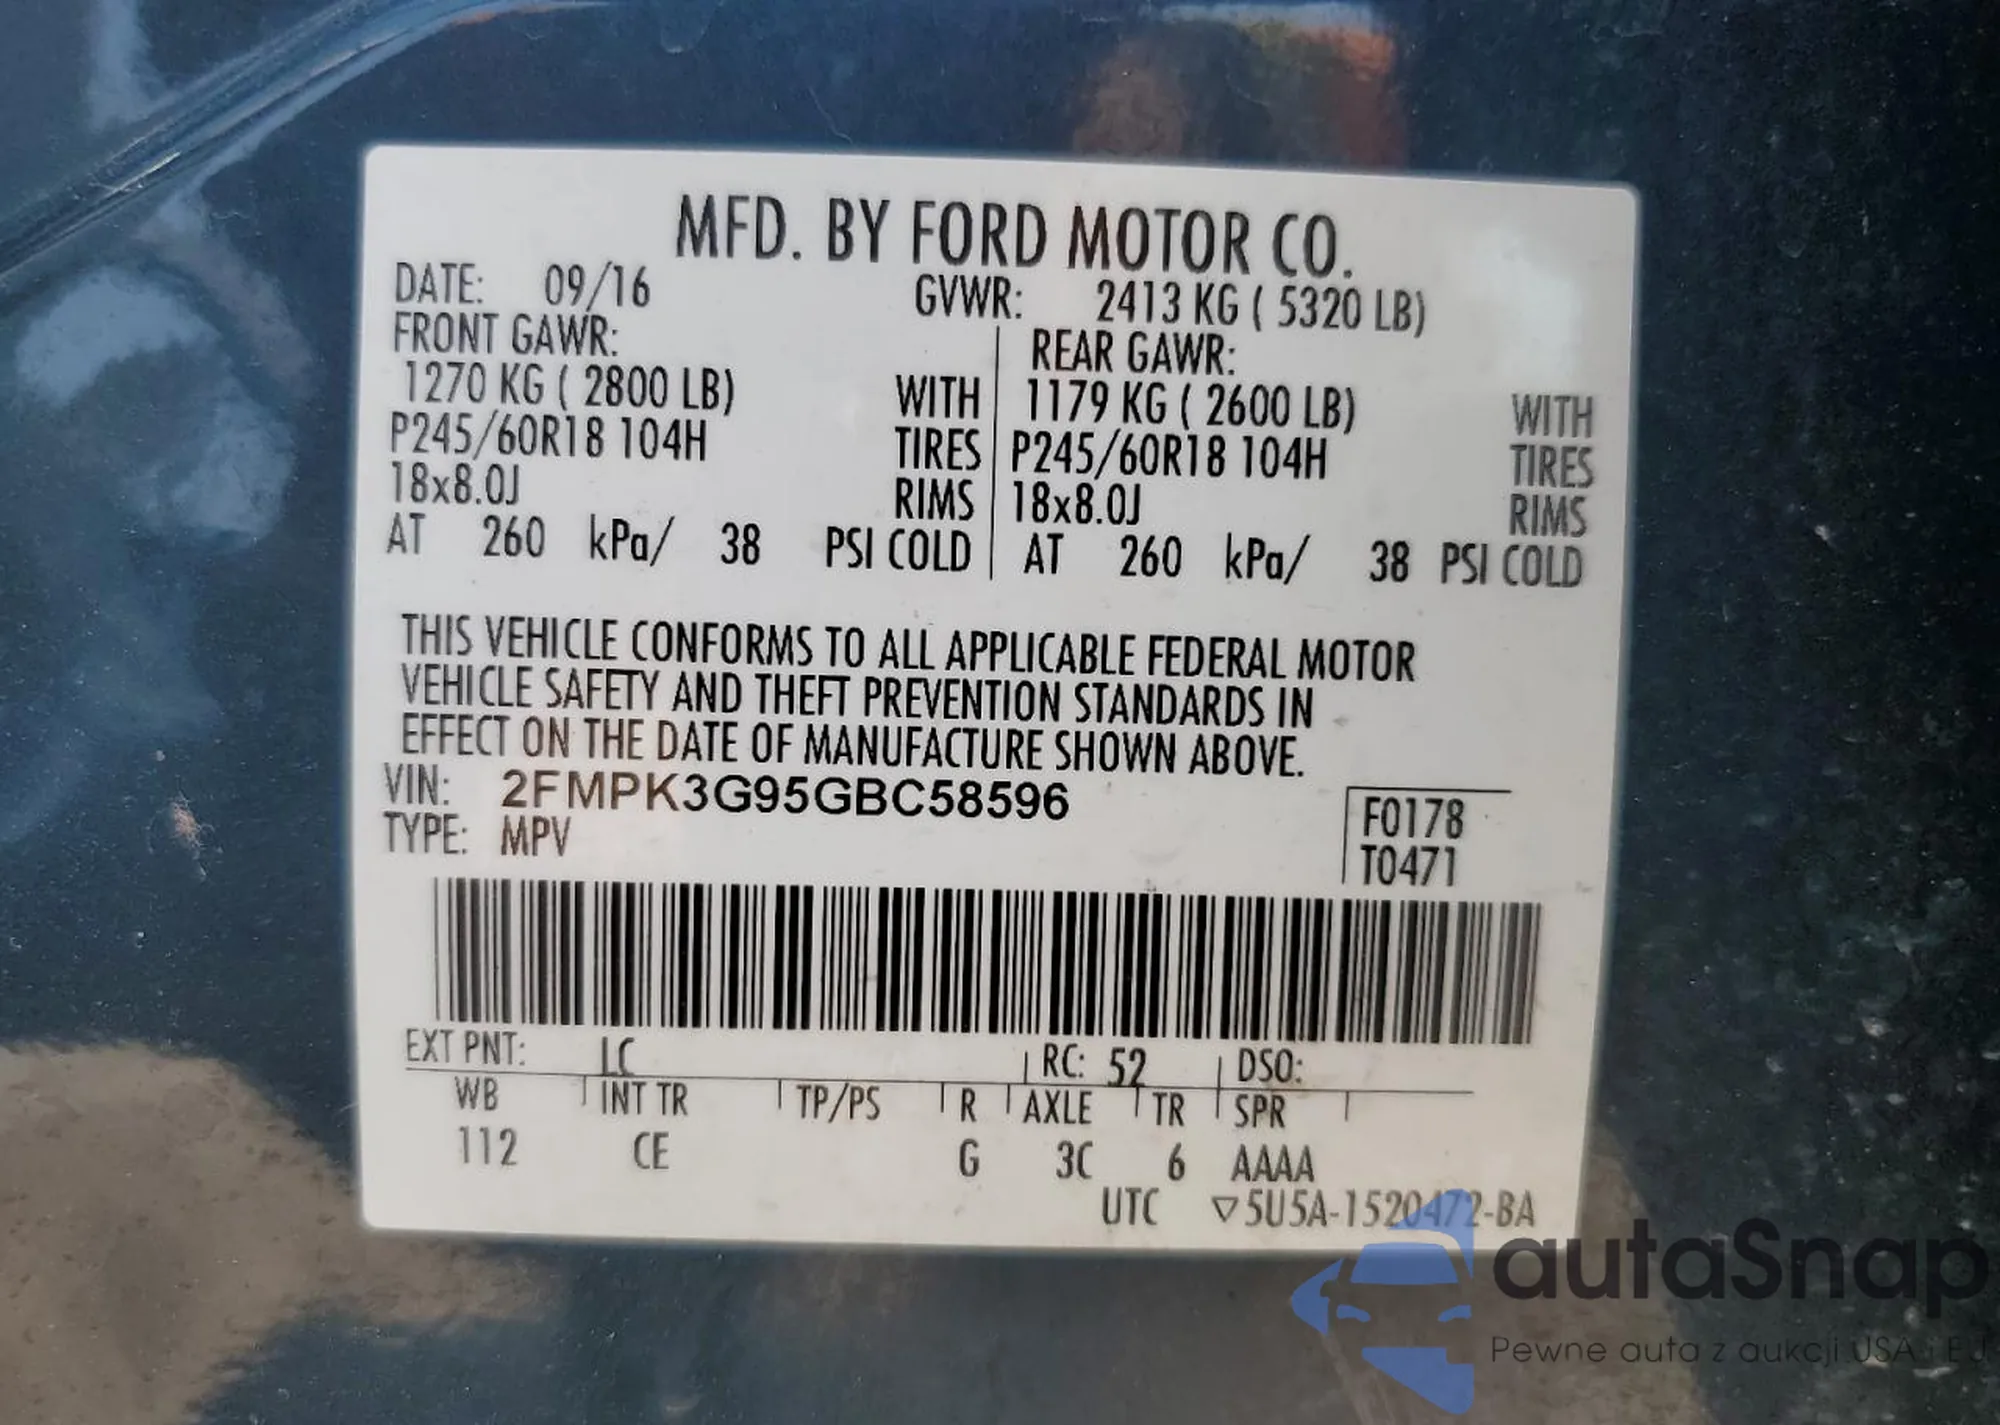 MFD. BY FORD MOTOR CO.
DATE: 09/16 GVWR: 2413 KG ( 5320 LB)
FRONT GAWR: REAR GAWR:
1270 KG ( 2800 LB) WITH 1179 KG ( 2600 LB) WITH
P245/60R18 104H TIRES P245/60R18 104H TIRES
18x8.0J RIMS 18x8.0J RIMS
AT 260 kPa/ 38 PSI COLD AT 260 kPa/ 38 PSI COLD
THIS VEHICLE CONFORMS TO ALL APPLICABLE FEDERAL MOTOR
VEHICLE SAFETY AND THEFT PREVENTION STANDARDS IN
EFFECT ON THE DATE OF MANUFACTURE SHOWN ABOVE.
VIN: 2FMPK3G95GBC58596 F0178
TYPE: MPV T0471
EXT PNT: LC RC: 52 DSO:
WB INT TR TP/PS R AXLE TR SPR
112 CE G 3C 6 AAAA
UTC ▽5U5A-1520472-BA
autaSnap
Pewne auta z aukcji USA i EU